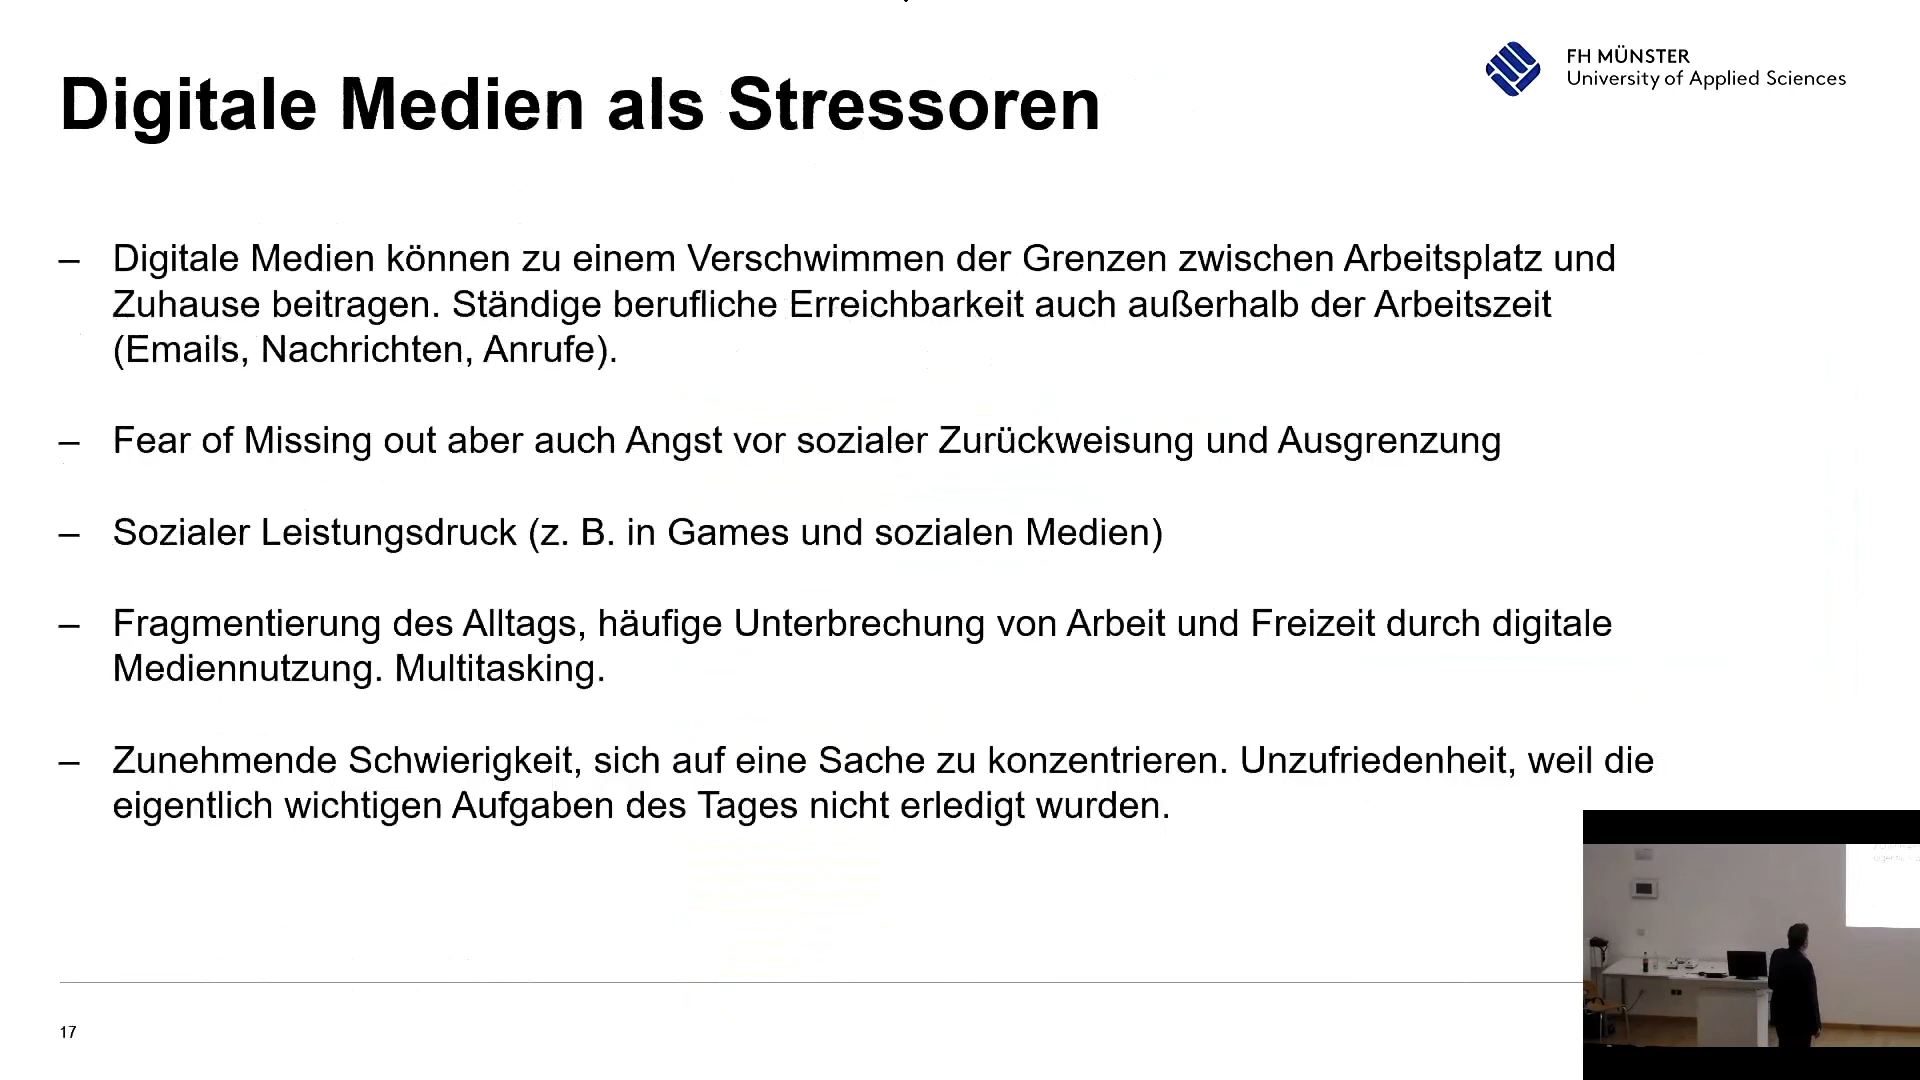 Digitale Medien als Stressoren
FH MÜNSTER
University of Applied Sciences
– Digitale Medien können zu einem Verschwimmen der Grenzen zwischen Arbeitsplatz und
Zuhause beitragen. Ständige berufliche Erreichbarkeit auch außerhalb der Arbeitszeit
(Emails, Nachrichten, Anrufe).
– Fear of Missing out aber auch Angst vor sozialer Zurückweisung und Ausgrenzung
– Sozialer Leistungsdruck (z. B. in Games und sozialen Medien)
– Fragmentierung des Alltags, häufige Unterbrechung von Arbeit und Freizeit durch digitale
Mediennutzung. Multitasking.
– Zunehmende Schwierigkeit, sich auf eine Sache zu konzentrieren. Unzufriedenheit, weil die
eigentlich wichtigen Aufgaben des Tages nicht erledigt wurden.
17